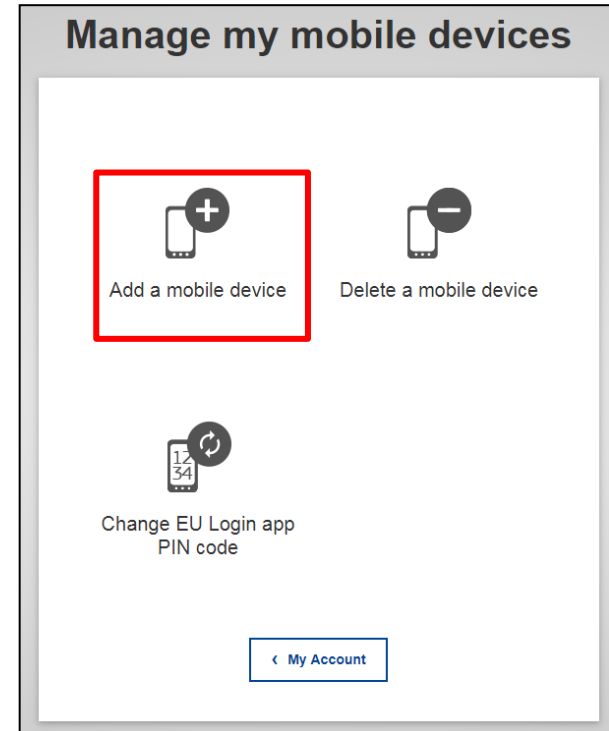 Manage my mobile devices
Add a mobile device
Delete a mobile device
12
34
Change EU Login app
PIN code
‹ My Account